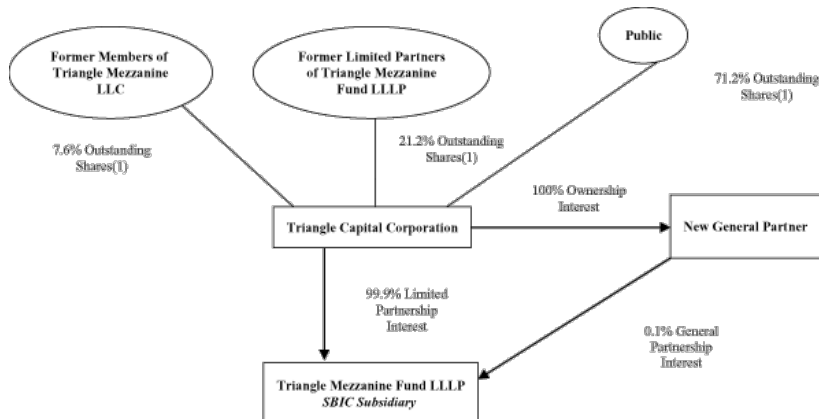 Former Members of
Triangle Mezzanine
LLC
Former Limited Partners
of Triangle Mezzanine
Fund LLLP
Public
71.2% Outstanding
Shares(1)
7.6% Outstanding
Shares(1)
21.2% Outstanding
Shares(1)
100% Ownership
Interest
Triangle Capital Corporation
New General Partner
99.9% Limited
Partnership
Interest
0.1% General
Partnership
Interest
Triangle Mezzanine Fund LLLP
SBIC Subsidiary